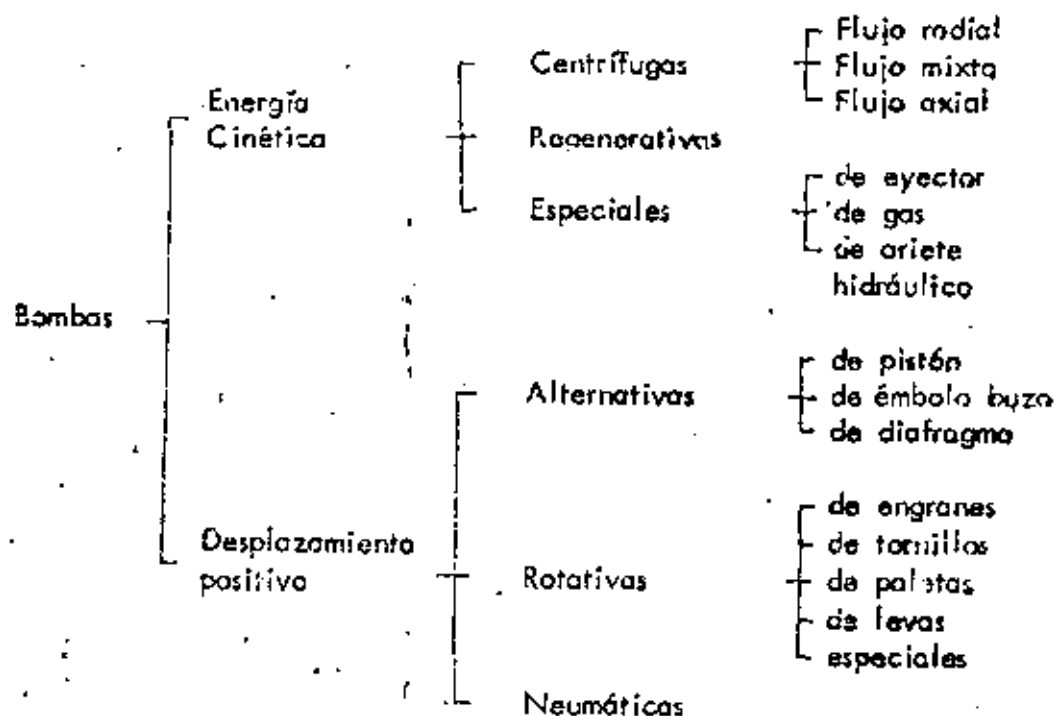 Bombas
Energía
Cinética
Centrífugas
Flujo radial
Flujo mixto
Flujo axial
Regenerativas
Especiales
de eyector
de gas
de ariete
hidráulico
Desplazamiento
positivo
Alternativas
de pistón
de émbolo buzo
de diafragma
Rotativas
de engranes
de tornillos
de paletas
de levas
especiales
Neumáticas